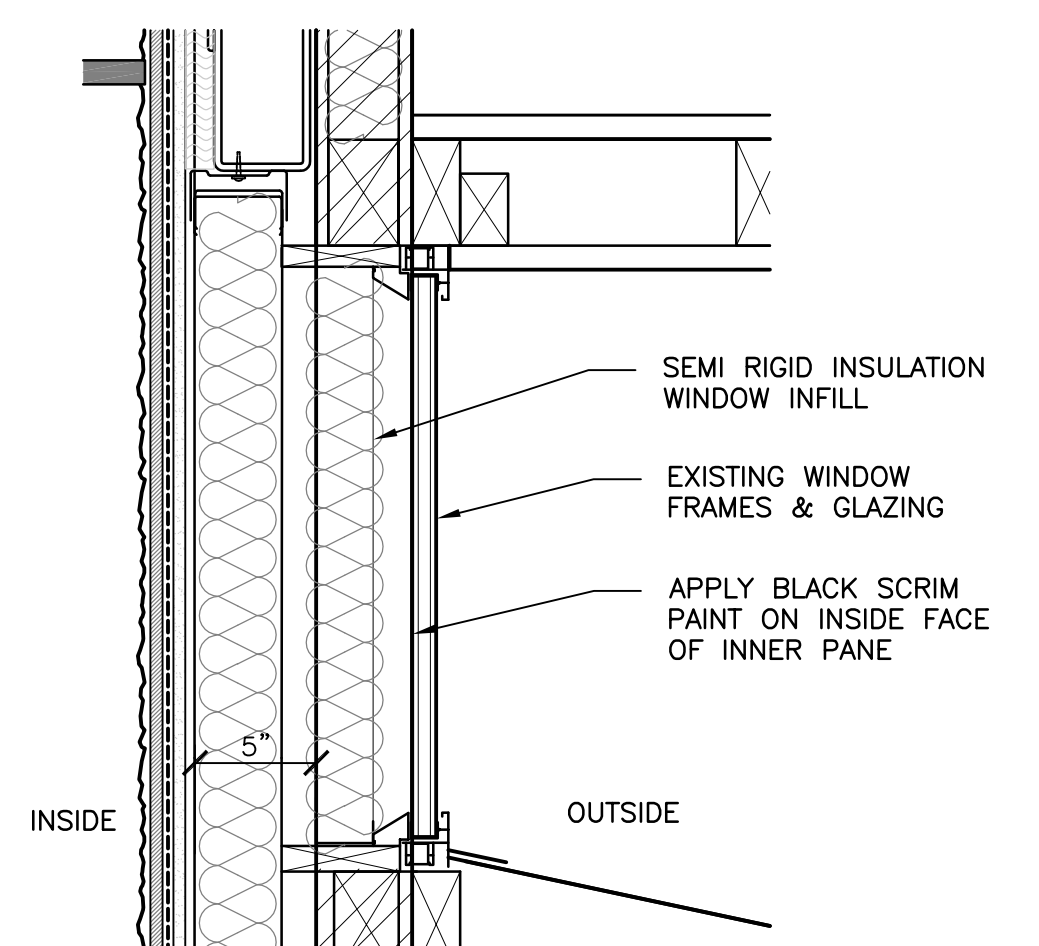 SEMI RIGID INSULATION
WINDOW INFILL
EXISTING WINDOW
FRAMES & GLAZING
APPLY BLACK SCRIM
PAINT ON INSIDE FACE
OF INNER PANE
5”
INSIDE
OUTSIDE